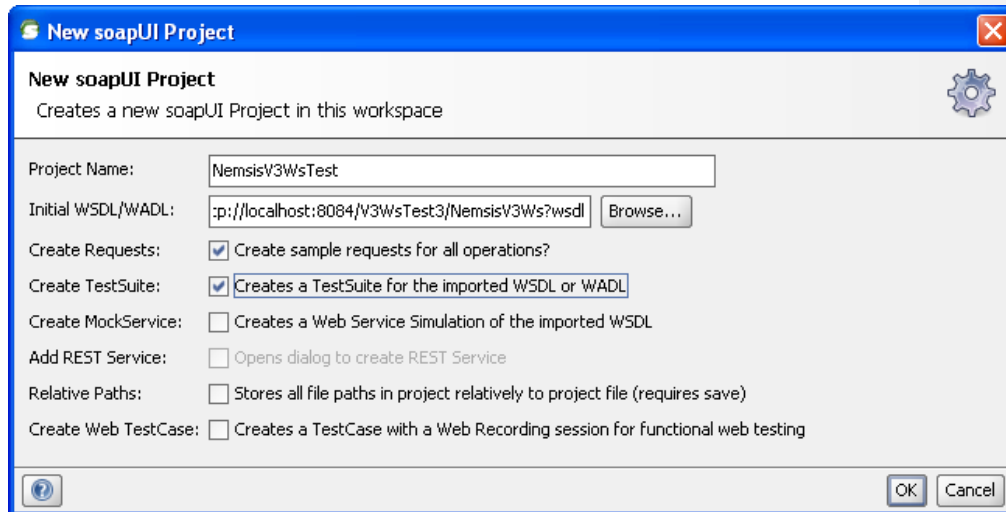 New soapUI Project
New soapUI Project
Creates a new soapUI Project in this workspace
Project Name: NemsisV3WsTest
Initial WSDL/WADL: :p://localhost:8084/V3WsTest3/NemsisV3Ws?wsdl Browse...
Create Requests: Create sample requests for all operations?
Create TestSuite: Creates a TestSuite for the imported WSDL or WADL
Create MockService: Creates a Web Service Simulation of the imported WSDL
Add REST Service: Opens dialog to create REST Service
Relative Paths: Stores all file paths in project relatively to project file (requires save)
Create Web TestCase: Creates a TestCase with a Web Recording session for functional web testing
OK Cancel